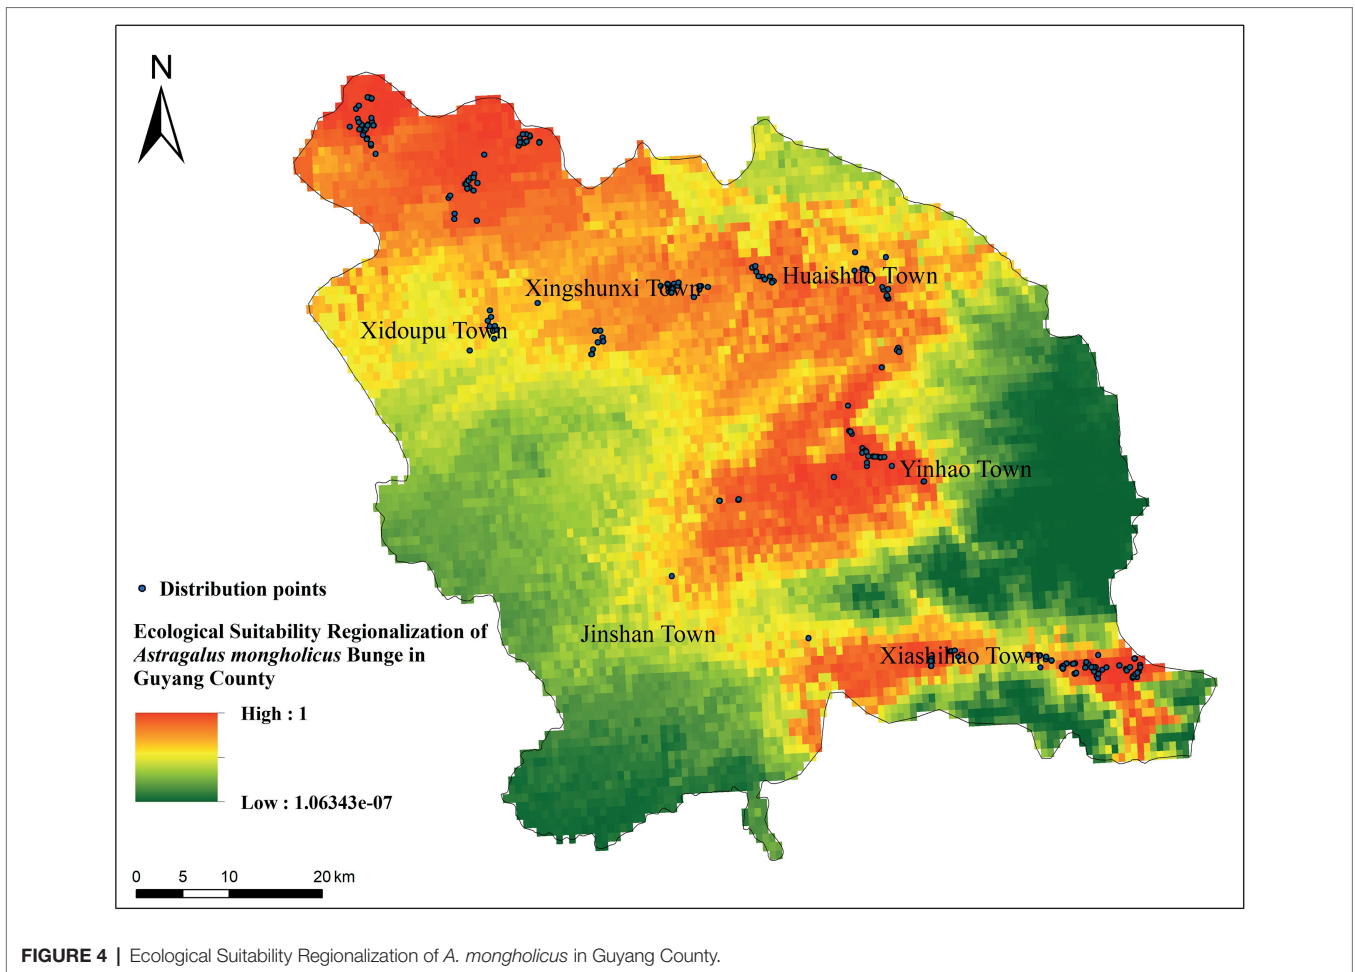 N
Xingshunxi Town
Huaishuo Town
Xidoupu Town
Yinhao Town
Distribution points
Ecological Suitability Regionalization of
Astragalus mongholicus Bunge in
Guyang County
Jinshan Town
Xiashihao Town
High : 1
Low : 1.06343e-07
0 5 10 20 km
FIGURE 4 | Ecological Suitability Regionalization of A. mongholicus in Guyang County.